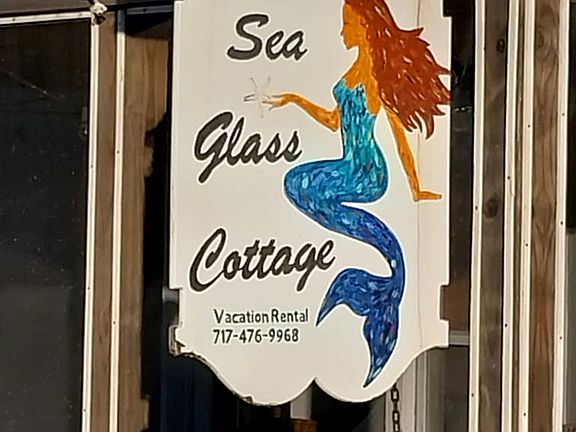 Sea
Glass
Cottage
Vacation Rental
717-476-9968